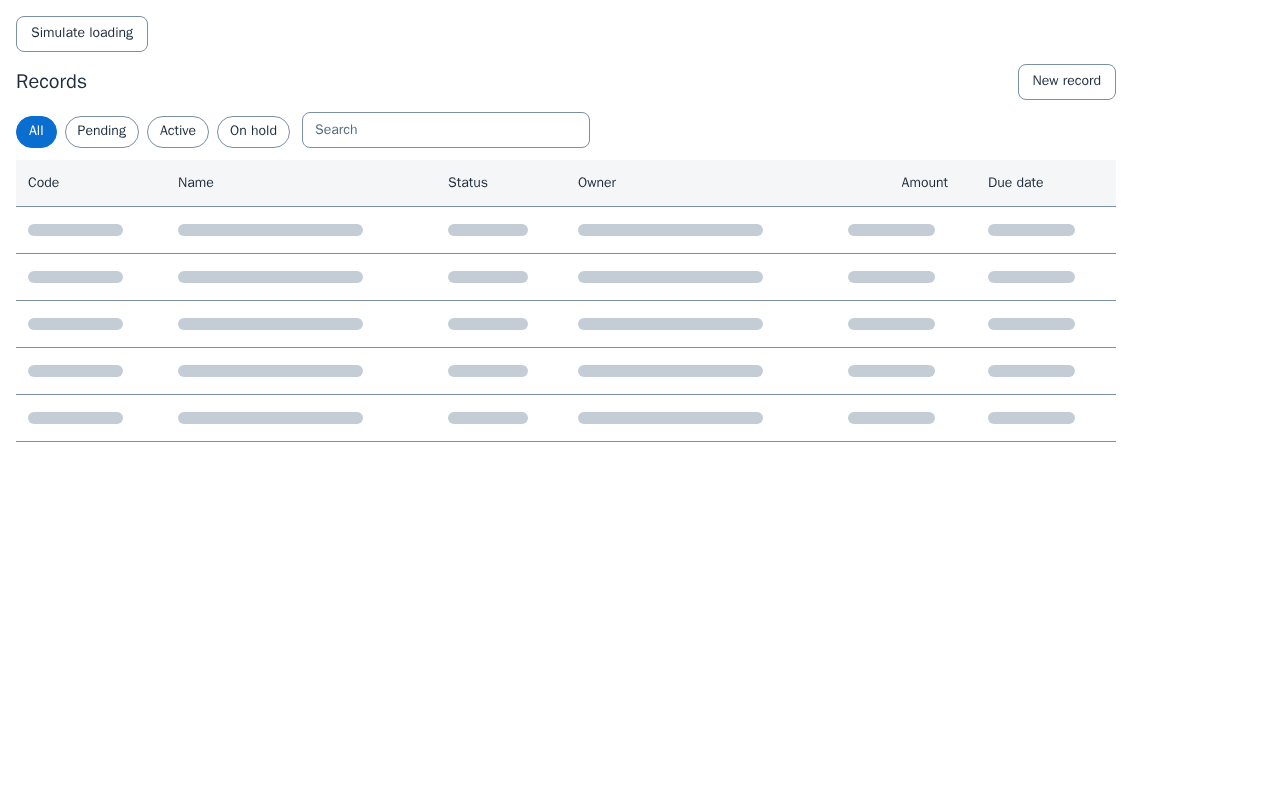 Simulate loading
Records
New record
All
Pending
Active
On hold
Search
Code
Name
Status
Owner
Amount
Due date